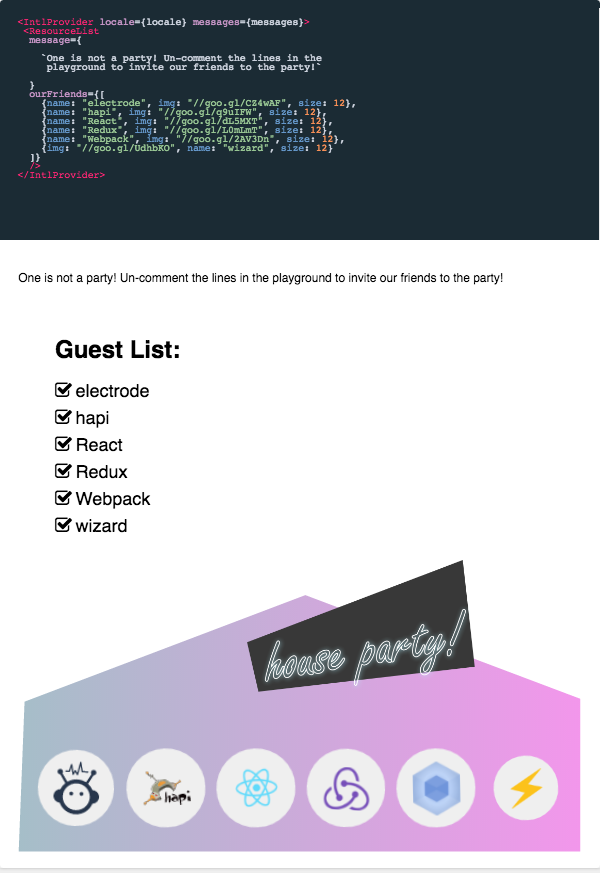 <IntlProvider locale={locale} messages={messages}>
<ResourceList
message={
`One is not a party! Un-comment the lines in the
playground to invite our friends to the party!`
}
ourFriends={[
{name: "electrode", img: "//goo.gl/CZ4wAF", size: 12},
{name: "hapi", img: "//goo.gl/q9uIFW", size: 12},
{name: "React", img: "//goo.gl/dL5MXT", size: 12},
{name: "Redux", img: "//goo.gl/L0mLmT", size: 12},
{name: "Webpack", img: "//goo.gl/2AV3Dn", size: 12},
{img: "//goo.gl/UdhbKO", name: "wizard", size: 12}
]}
/>
</IntlProvider>
One is not a party! Un-comment the lines in the playground to invite our friends to the party!
Guest List:
electrode
hapi
React
Redux
Webpack
wizard
house party!
hapi